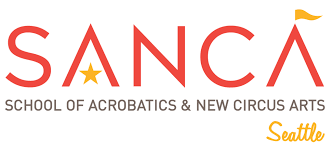 SANCA
SCHOOL OF ACROBATICS & NEW CIRCUS ARTS
Seattle